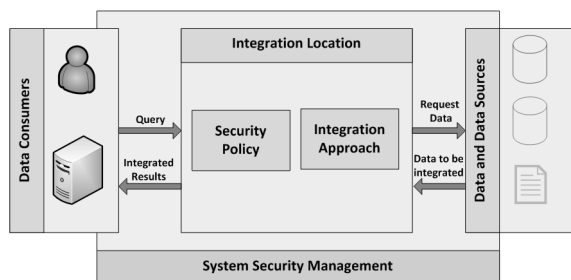 Integration Location
Data Consumers
Query
Integrated
Results
Security
Policy
Integration
Approach
Request
Data
Data to be
integrated
Data and Data Sources
System Security Management